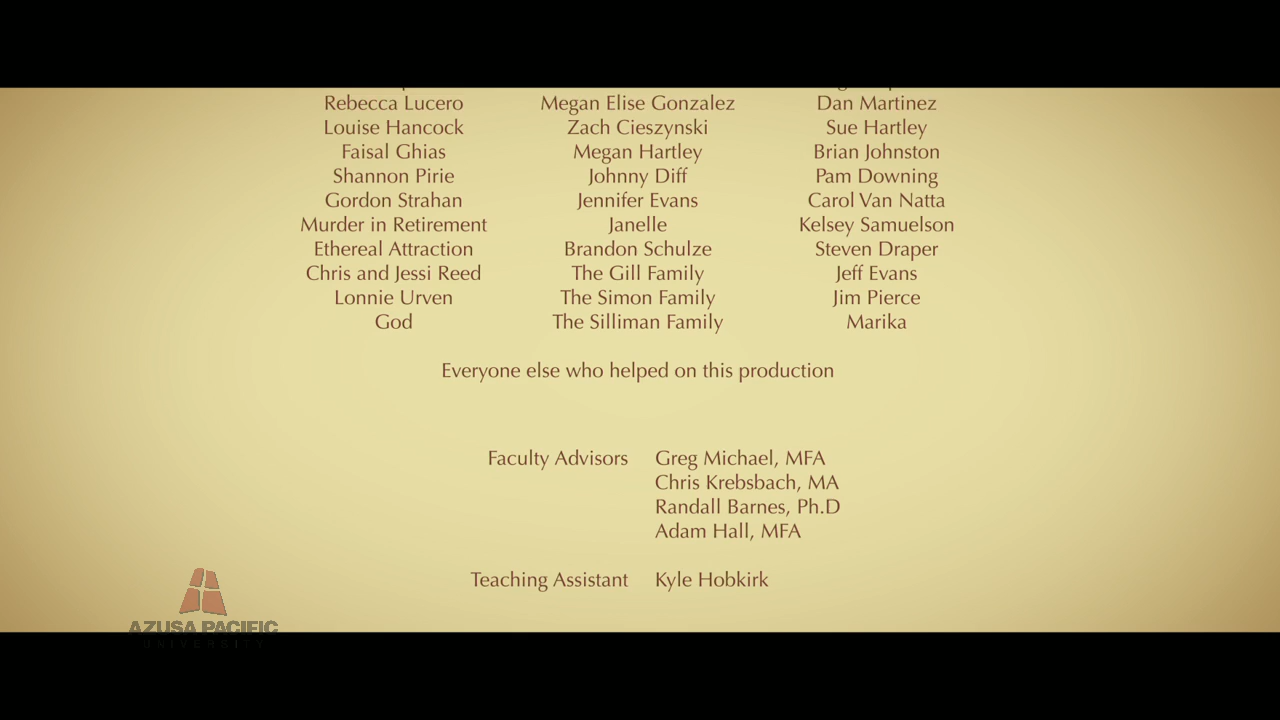 Rebecca Lucero Megan Elise Gonzalez Dan Martinez
Louise Hancock Zach Cieszynski Sue Hartley
Faisal Ghias Megan Hartley Brian Johnston
Shannon Pirie Johnny Diff Pam Downing
Gordon Strahan Jennifer Evans Carol Van Natta
Murder in Retirement Janelle Kelsey Samuelson
Ethereal Attraction Brandon Schulze Steven Draper
Chris and Jessi Reed The Gill Family Jeff Evans
Lonnie Urven The Simon Family Jim Pierce
God The Silliman Family Marika
Everyone else who helped on this production
Faculty Advisors Greg Michael, MFA
Chris Krebsbach, MA
Randall Barnes, Ph.D
Adam Hall, MFA
Teaching Assistant Kyle Hobkirk
AZUSA PACIFIC
UNIVERSITY